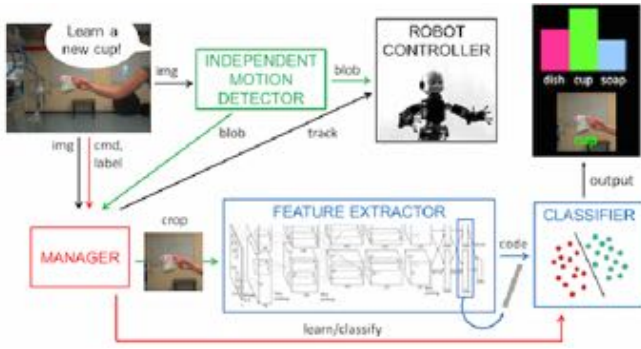 Learn a
new cup!
img
INDEPENDENT
MOTION
DETECTOR
blob
ROBOT
CONTROLLER
dish cup soap
cup
img
cmd,
label
blob
track
output
MANAGER
crop
FEATURE EXTRACTOR
code
CLASSIFIER
learn/classify